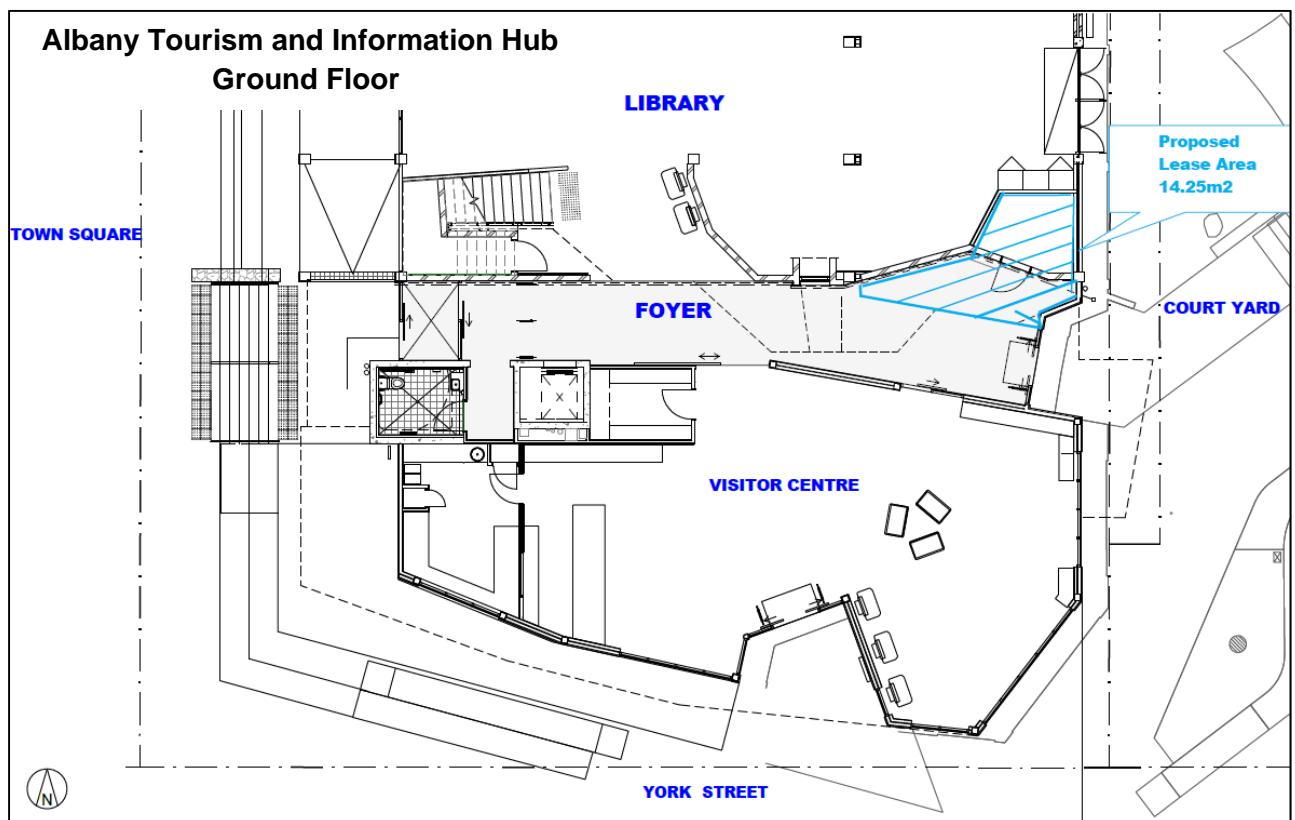 Albany Tourism and Information Hub
Ground Floor
LIBRARY
Proposed
Lease Area
14.25m2
TOWN SQUARE
FOYER
COURT YARD
VISITOR CENTRE
YORK STREET
N